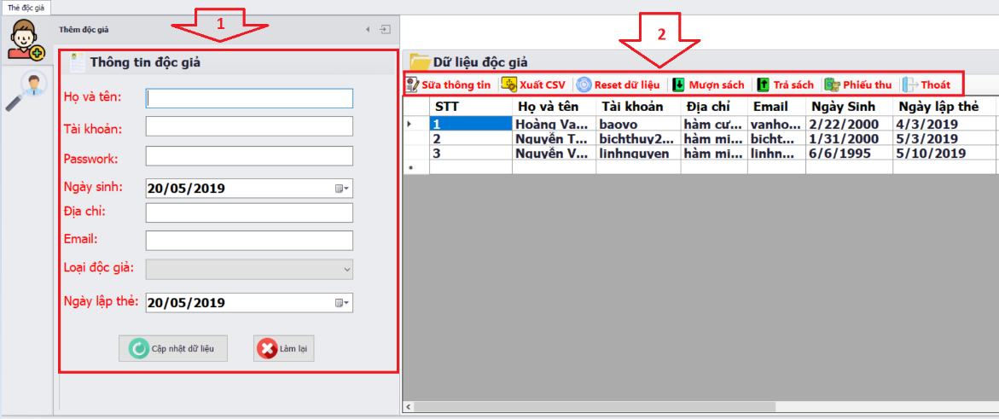 Thẻ độc giả
Thêm độc giả
1
2
Thông tin độc giả
Họ và tên:
Tài khoản:
Passwork:
Ngày sinh: 20/05/2019
Địa chỉ:
Email:
Loại độc giả:
Ngày lập thẻ: 20/05/2019
Cập nhật dữ liệu Làm lại
Dữ liệu độc giả
Sữa thông tin Xuất CSV Reset dữ liệu Mượn sách Trả sách Phiếu thu Thoát
STT Họ và tên Tài khoản Địa chỉ Email Ngày Sinh Ngày lập thẻ
1 Hoàng Va... baovo hàm cư... vanho... 2/22/2000 4/3/2019
2 Nguyễn T... bichthuy2... hàm mi... bicht... 1/31/2000 5/3/2019
3 Nguyễn V... linhnguyen hàm mi... linhn... 6/6/1995 5/10/2019